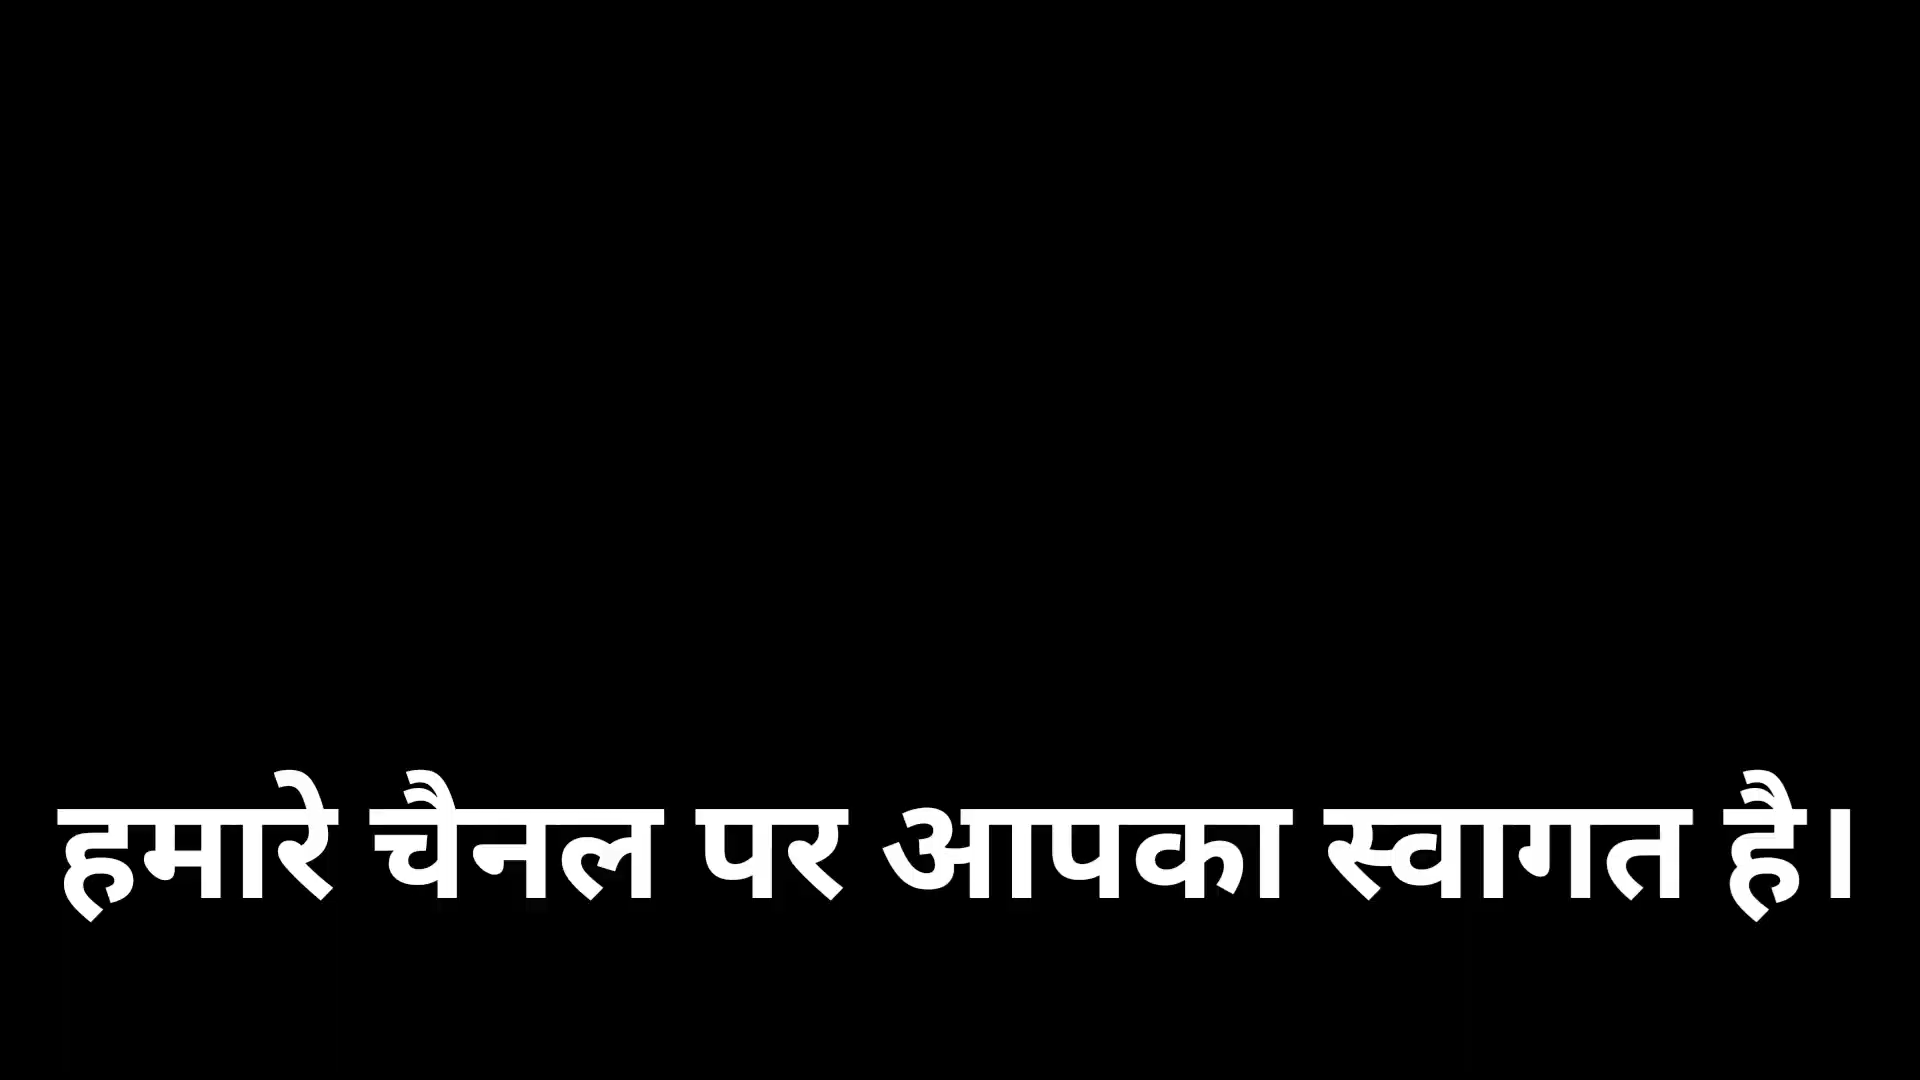 हमारे चैनल पर आपका स्वागत है।